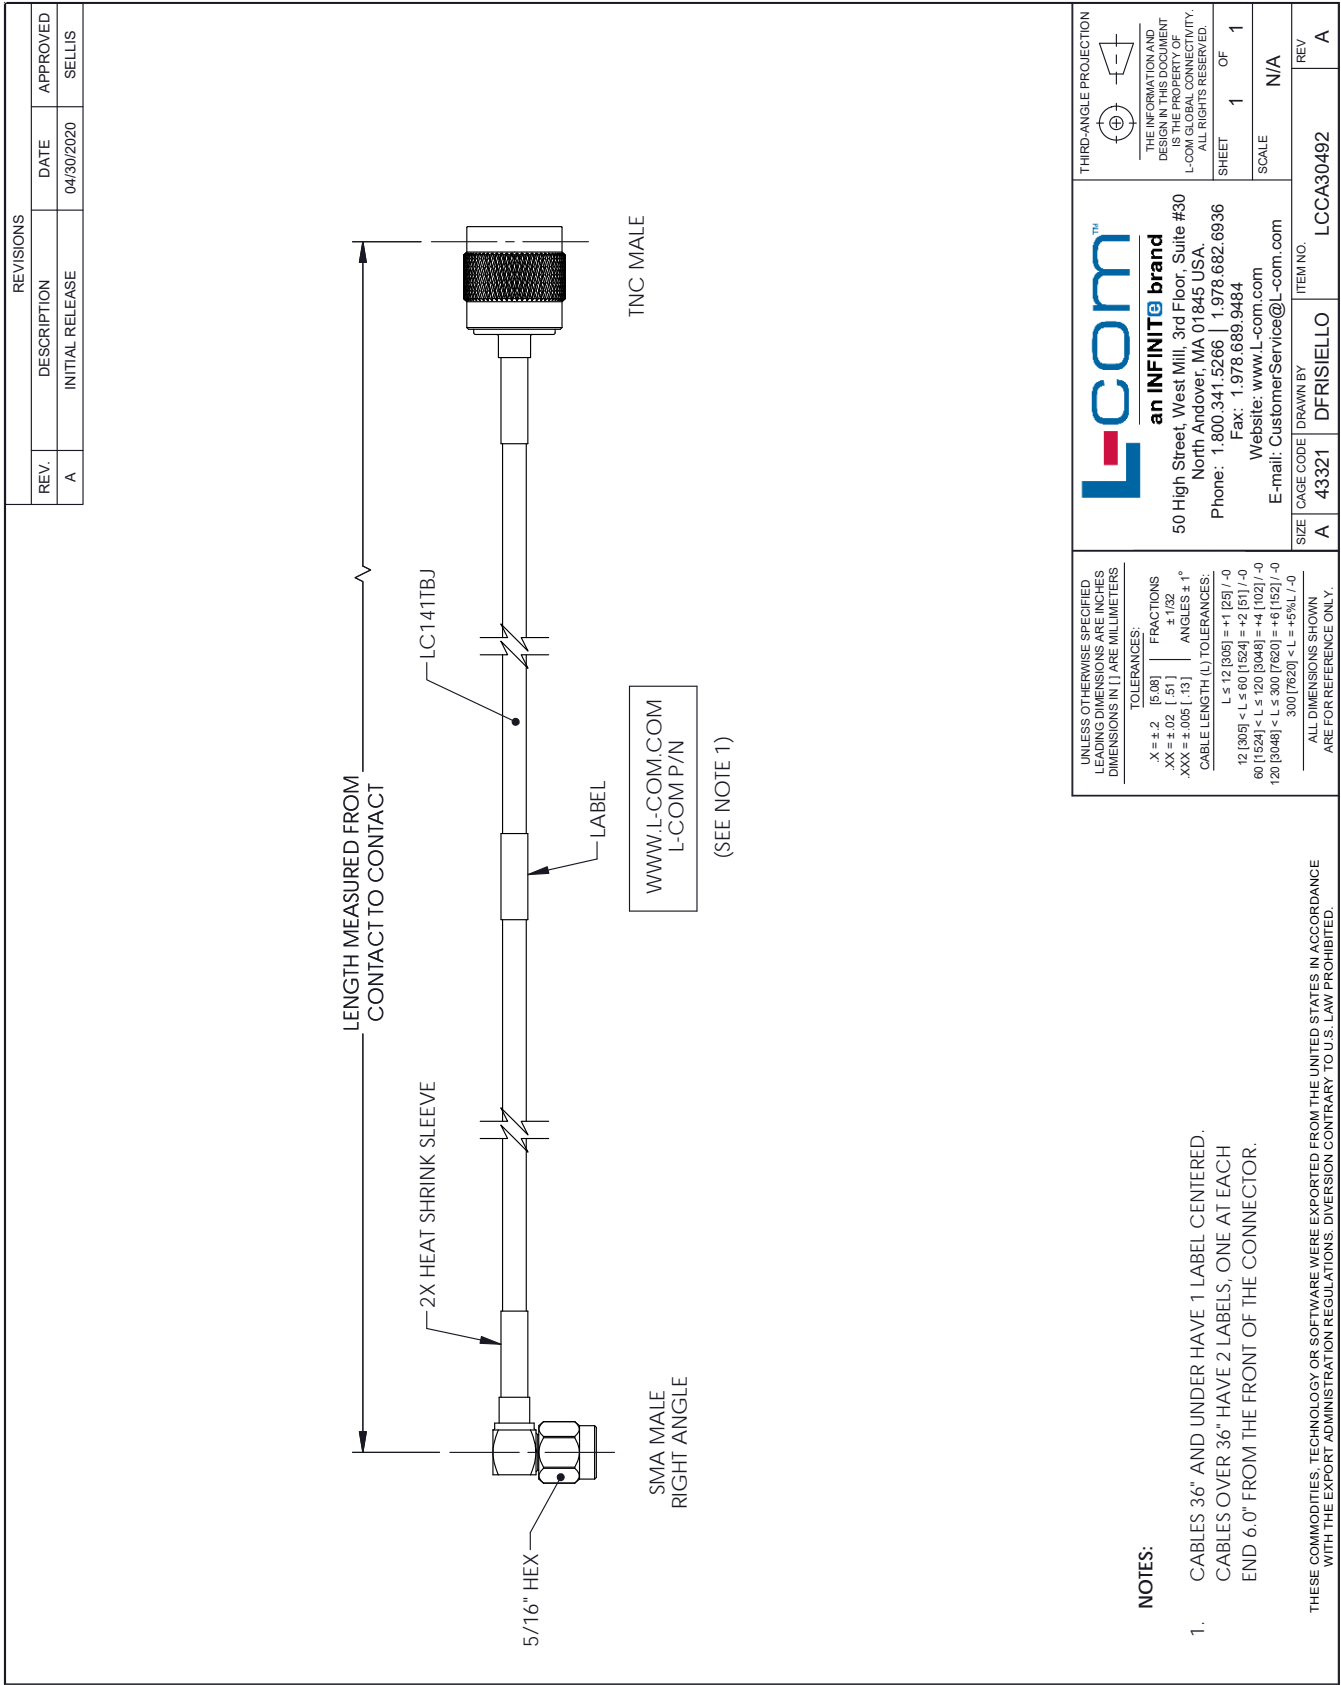 REVISIONS
REV. DESCRIPTION DATE APPROVED
A INITIAL RELEASE 04/30/2020 SELLIS
LENGTH MEASURED FROM
CONTACT TO CONTACT
2X HEAT SHRINK SLEEVE
LC141TBJ
5/16" HEX
LABEL
SMA MALE
RIGHT ANGLE
TNC MALE
WWW.L-COM.COM
L-COM P/N
(SEE NOTE 1)
NOTES:
1. CABLES 36" AND UNDER HAVE 1 LABEL CENTERED.
CABLES OVER 36" HAVE 2 LABELS, ONE AT EACH
END 6.0" FROM THE FRONT OF THE CONNECTOR.
THESE COMMODITIES, TECHNOLOGY OR SOFTWARE WERE EXPORTED FROM THE UNITED STATES IN ACCORDANCE
WITH THE EXPORT ADMINISTRATION REGULATIONS. DIVERSION CONTRARY TO U.S. LAW PROHIBITED.
UNLESS OTHERWISE SPECIFIED
LEADING DIMENSIONS ARE INCHES
DIMENSIONS IN [ ] ARE MILLIMETERS
TOLERANCES:
.X = ±.2 [5.08] FRACTIONS
.XX = ±.02 [ .51 ] ± 1/32
.XXX = ±.005 [ .13 ] ANGLES ± 1°
CABLE LENGTH (L) TOLERANCES:
L ≤ 12 [305] = +1 [25] / -0
12 [305] < L ≤ 60 [1524] = +2 [51] / -0
60 [1524] < L ≤ 120 [3048] = +4 [102] / -0
120 [3048] < L ≤ 300 [7620] = +6 [152] / -0
300 [7620] < L = +5%L / -0
ALL DIMENSIONS SHOWN
ARE FOR REFERENCE ONLY.
L-com™
an INFINITe brand
50 High Street, West Mill, 3rd Floor, Suite #30
North Andover, MA 01845 USA.
Phone: 1.800.341.5266 | 1.978.682.6936
Fax: 1.978.689.9484
Website: www.L-com.com
E-mail: CustomerService@L-com.com
THIRD-ANGLE PROJECTION
THE INFORMATION AND
DESIGN IN THIS DOCUMENT
IS THE PROPERTY OF
L-COM GLOBAL CONNECTIVITY.
ALL RIGHTS RESERVED.
SHEET 1 OF 1
SCALE N/A
SIZE A
CAGE CODE 43321
DRAWN BY DFRISIELLO
ITEM NO. LCCA30492
REV A